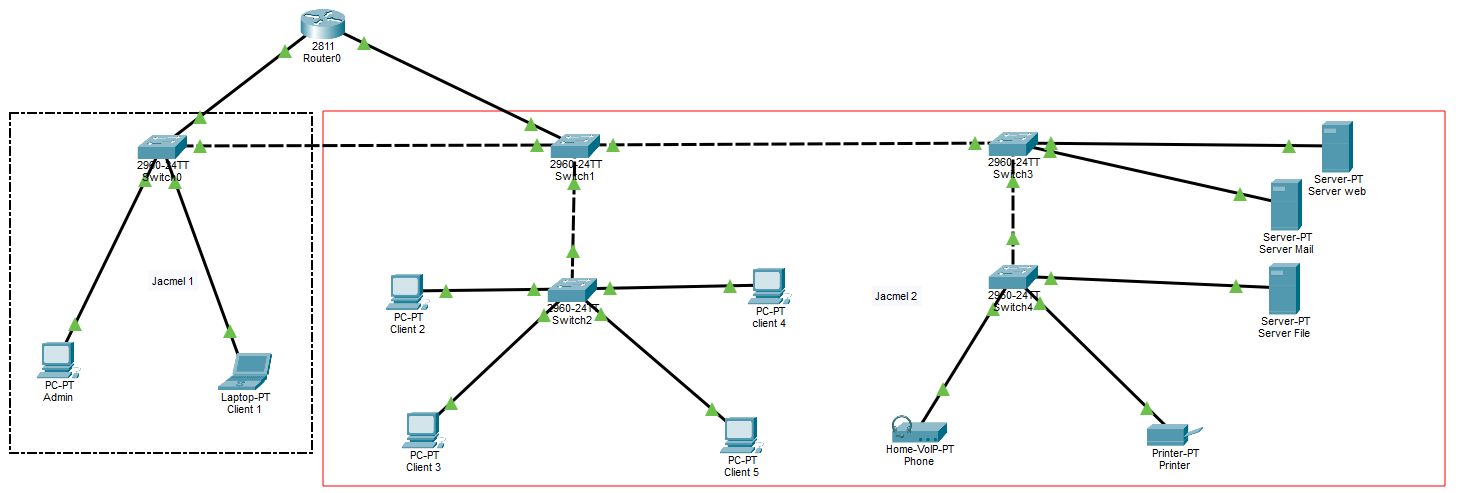 2811
Router0
2960-24TT
Switch0
2960-24TT
Switch1
2960-24TT
Switch3
Server-PT
Server web
Server-PT
Server Mail
Jacmel 1
PC-PT
Client 2
2960-24TT
Switch2
PC-PT
client 4
Jacmel 2
2960-24TT
Switch4
Server-PT
Server File
PC-PT
Admin
Laptop-PT
Client 1
PC-PT
Client 3
PC-PT
Client 5
Home-VoIP-PT
Phone
Printer-PT
Printer